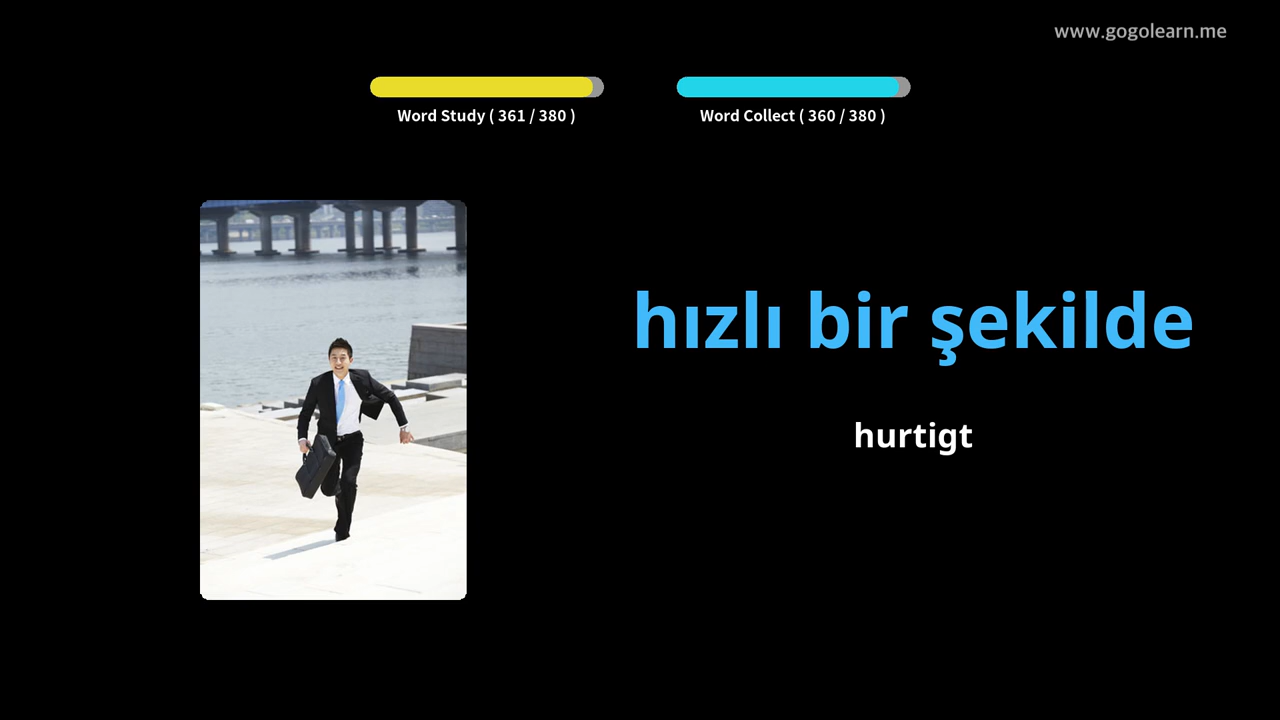 www.gogolearn.me
Word Study ( 361 / 380 )
Word Collect ( 360 / 380 )
hızlı bir şekilde
hurtigt